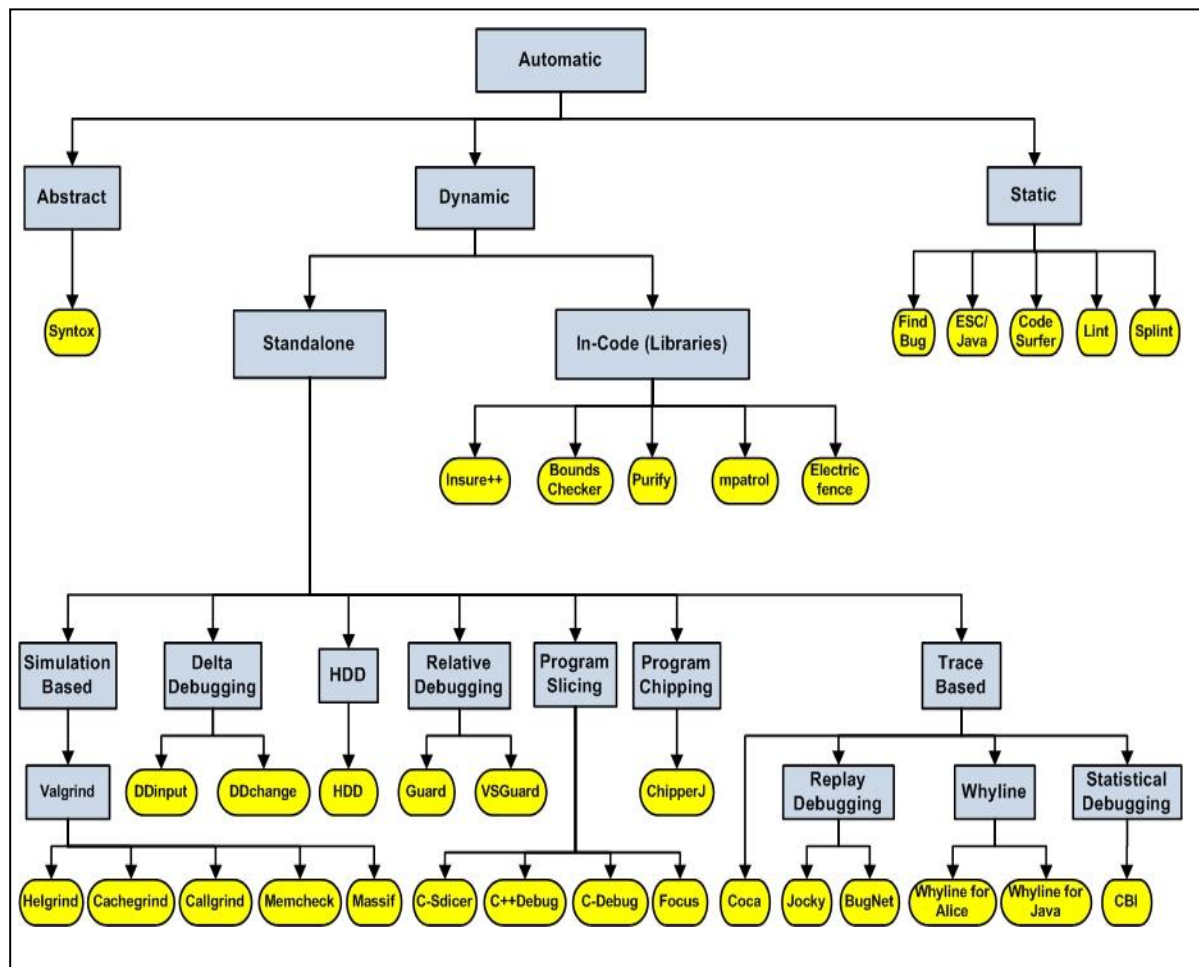 Automatic
Abstract
Dynamic
Static
Syntox
Standalone
In-Code (Libraries)
Find
Bug
ESC/
Java
Code
Surfer
Lint
Splint
Insure++
Bounds
Checker
Purify
mpatrol
Electric
fence
Simulation
Based
Delta
Debugging
HDD
Relative
Debugging
Program
Slicing
Program
Chipping
Trace
Based
Valgrind
DDinput
DDchange
HDD
Guard
VSGuard
ChipperJ
Replay
Debugging
Whyline
Statistical
Debugging
Helgrind
Cachegrind
Callgrind
Memcheck
Massif
C-Sdicer
C++Debug
C-Debug
Focus
Coca
Jocky
BugNet
Whyline for
Alice
Whyline for
Java
CBI